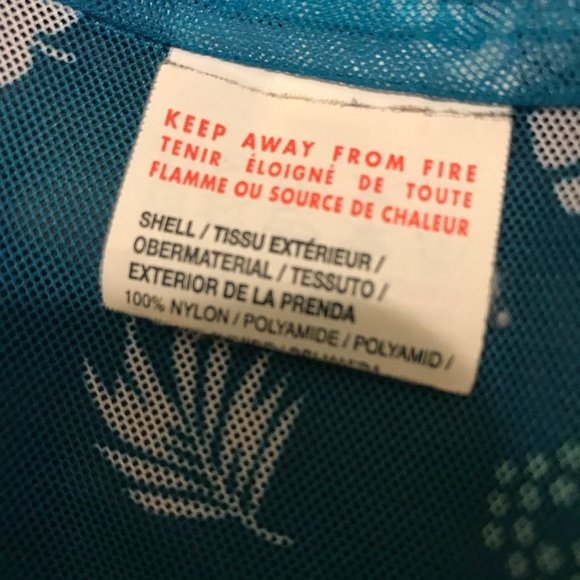 KEEP AWAY FROM FIRE
TENIR ÉLOIGNÉ DE TOUTE
FLAMME OU SOURCE DE CHALEUR
SHELL / TISSU EXTÉRIEUR /
OBERMATERIAL / TESSUTO /
EXTERIOR DE LA PRENDA
100% NYLON / POLYAMIDE / POLYAMID /